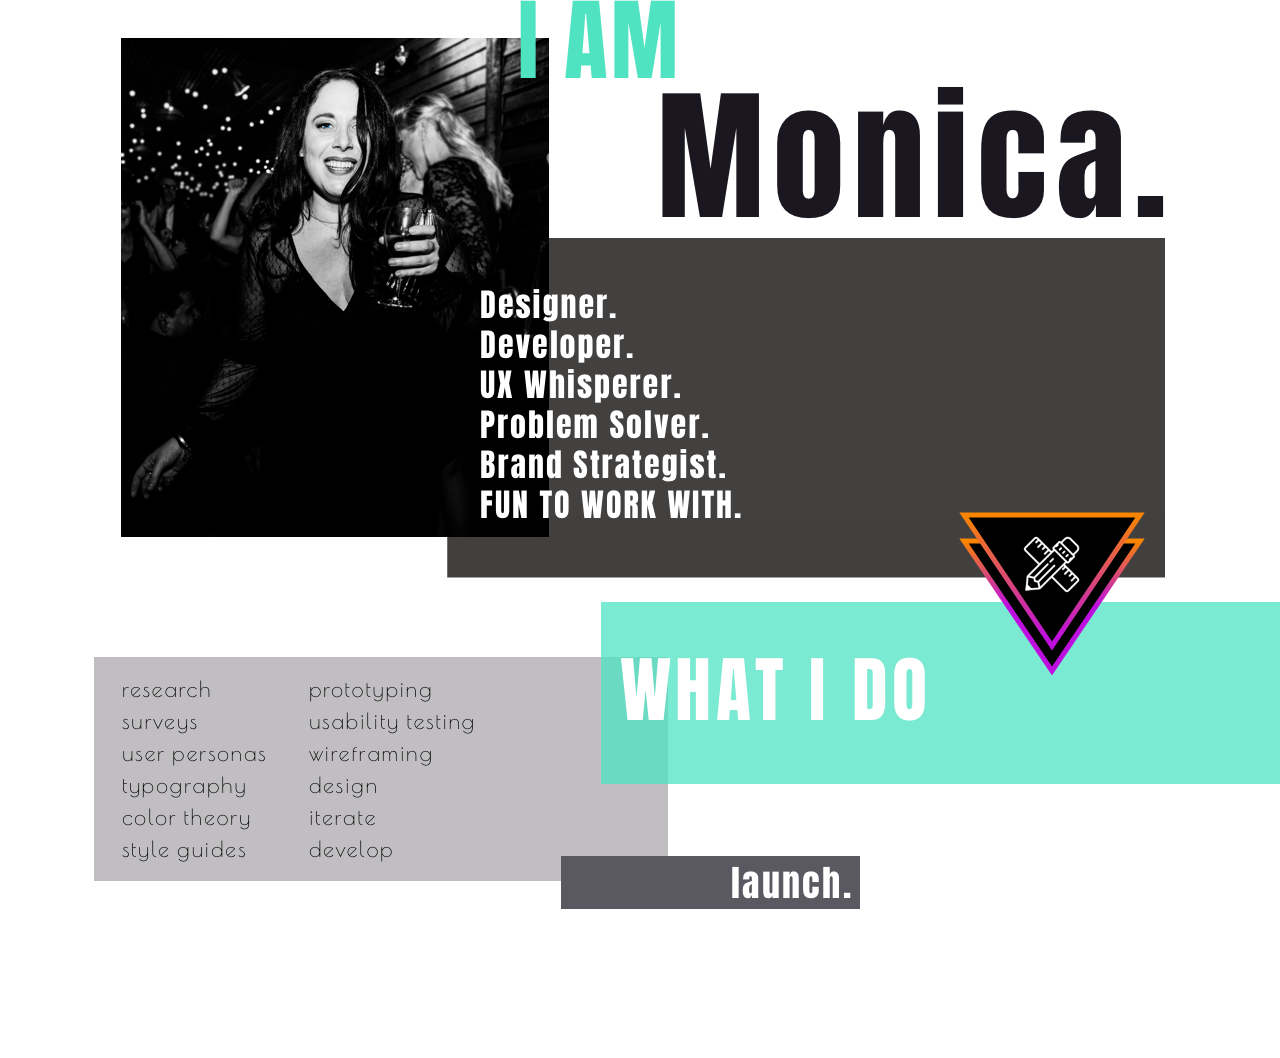 I AM
Monica.
Designer.
Developer.
UX Whisperer.
Problem Solver.
Brand Strategist.
FUN TO WORK WITH.
WHAT I DO
research
surveys
user personas
typography
color theory
style guides
prototyping
usability testing
wireframing
design
iterate
develop
launch.